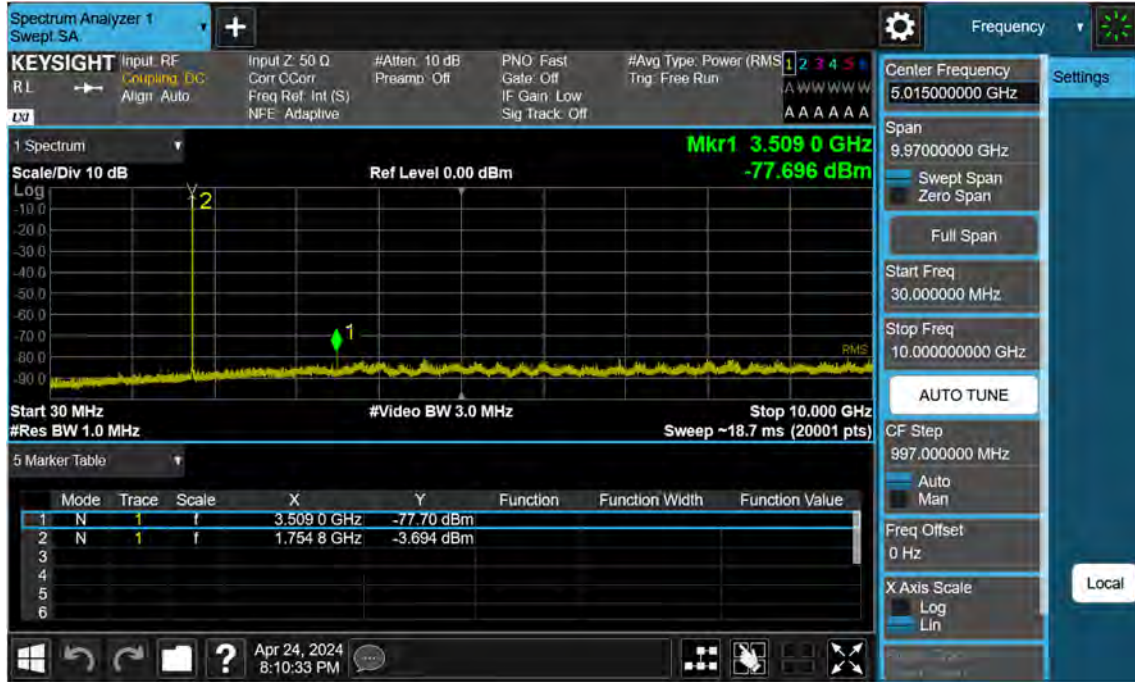 Spectrum Analyzer 1
Swept SA
+
Frequency
KEYSIGHT
RL
LXI
Input: RF
Coupling: DC
Align: Auto
Input Z: 50 Ω
Corr CCorr
Freq Ref: Int (S)
NFE: Adaptive
#Atten: 10 dB
Preamp: Off
PNO: Fast
Gate: Off
IF Gain: Low
Sig Track: Off
#Avg Type: Power (RMS
Trig: Free Run
1 2 3 4 5 6
A W W W W W
A A A A A A
1 Spectrum
Scale/Div 10 dB
Ref Level 0.00 dBm
Mkr1 3.509 0 GHz
-77.696 dBm
Log
-10.0
-20.0
-30.0
-40.0
-50.0
-60.0
-70.0
-80.0
-90.0
2
1
RMS
Start 30 MHz
#Video BW 3.0 MHz
Stop 10.000 GHz
#Res BW 1.0 MHz
Sweep ~18.7 ms (20001 pts)
5 Marker Table
Mode Trace Scale X Y Function Function Width Function Value
1 N 1 f 3.509 0 GHz -77.70 dBm
2 N 1 f 1.754 8 GHz -3.694 dBm
3
4
5
6
?
Apr 24, 2024
8:10:33 PM
Center Frequency
5.015000000 GHz
Span
9.97000000 GHz
Swept Span
Zero Span
Full Span
Start Freq
30.000000 MHz
Stop Freq
10.000000000 GHz
AUTO TUNE
CF Step
997.000000 MHz
Auto
Man
Freq Offset
0 Hz
X Axis Scale
Log
Lin
Settings
Local